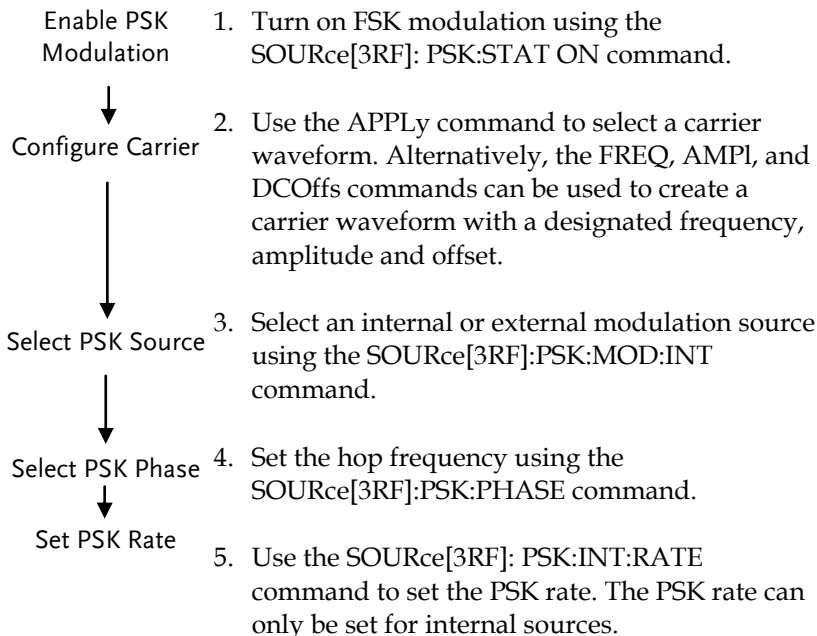 Enable PSK
Modulation
1. Turn on FSK modulation using the
SOURce[3RF]: PSK:STAT ON command.
Configure Carrier
2. Use the APPLy command to select a carrier
waveform. Alternatively, the FREQ, AMPl, and
DCOffs commands can be used to create a
carrier waveform with a designated frequency,
amplitude and offset.
Select PSK Source
3. Select an internal or external modulation source
using the SOURce[3RF]:PSK:MOD:INT
command.
Select PSK Phase
4. Set the hop frequency using the
SOURce[3RF]:PSK:PHASE command.
Set PSK Rate
5. Use the SOURce[3RF]: PSK:INT:RATE
command to set the PSK rate. The PSK rate can
only be set for internal sources.